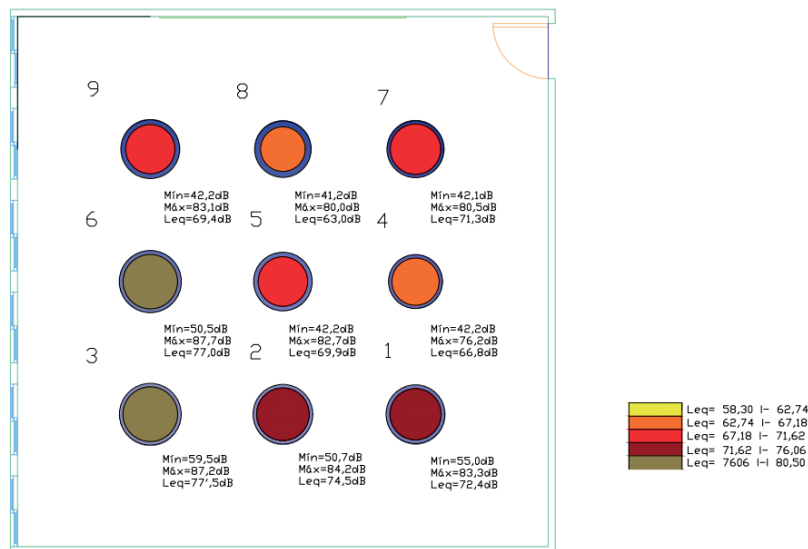 9
8
7
Mín=42,2dB
Máx=83,1dB
Leq=69,4dB
Mín=41,2dB
Máx=80,0dB
Leq=63,0dB
Mín=42,1dB
Máx=80,5dB
Leq=71,3dB
6
5
4
Mín=50,5dB
Máx=87,7dB
Leq=77,0dB
Mín=42,2dB
Máx=82,7dB
Leq=69,9dB
Mín=42,2dB
Máx=76,2dB
Leq=66,8dB
3
2
1
Mín=59,5dB
Máx=87,2dB
Leq=77',5dB
Mín=50,7dB
Máx=84,2dB
Leq=74,5dB
Mín=55,0dB
Máx=83,3dB
Leq=72,4dB
Leq= 58,30 I- 62,74
Leq= 62,74 I- 67,18
Leq= 67,18 I- 71,62
Leq= 71,62 I- 76,06
Leq= 7606 I-I 80,50